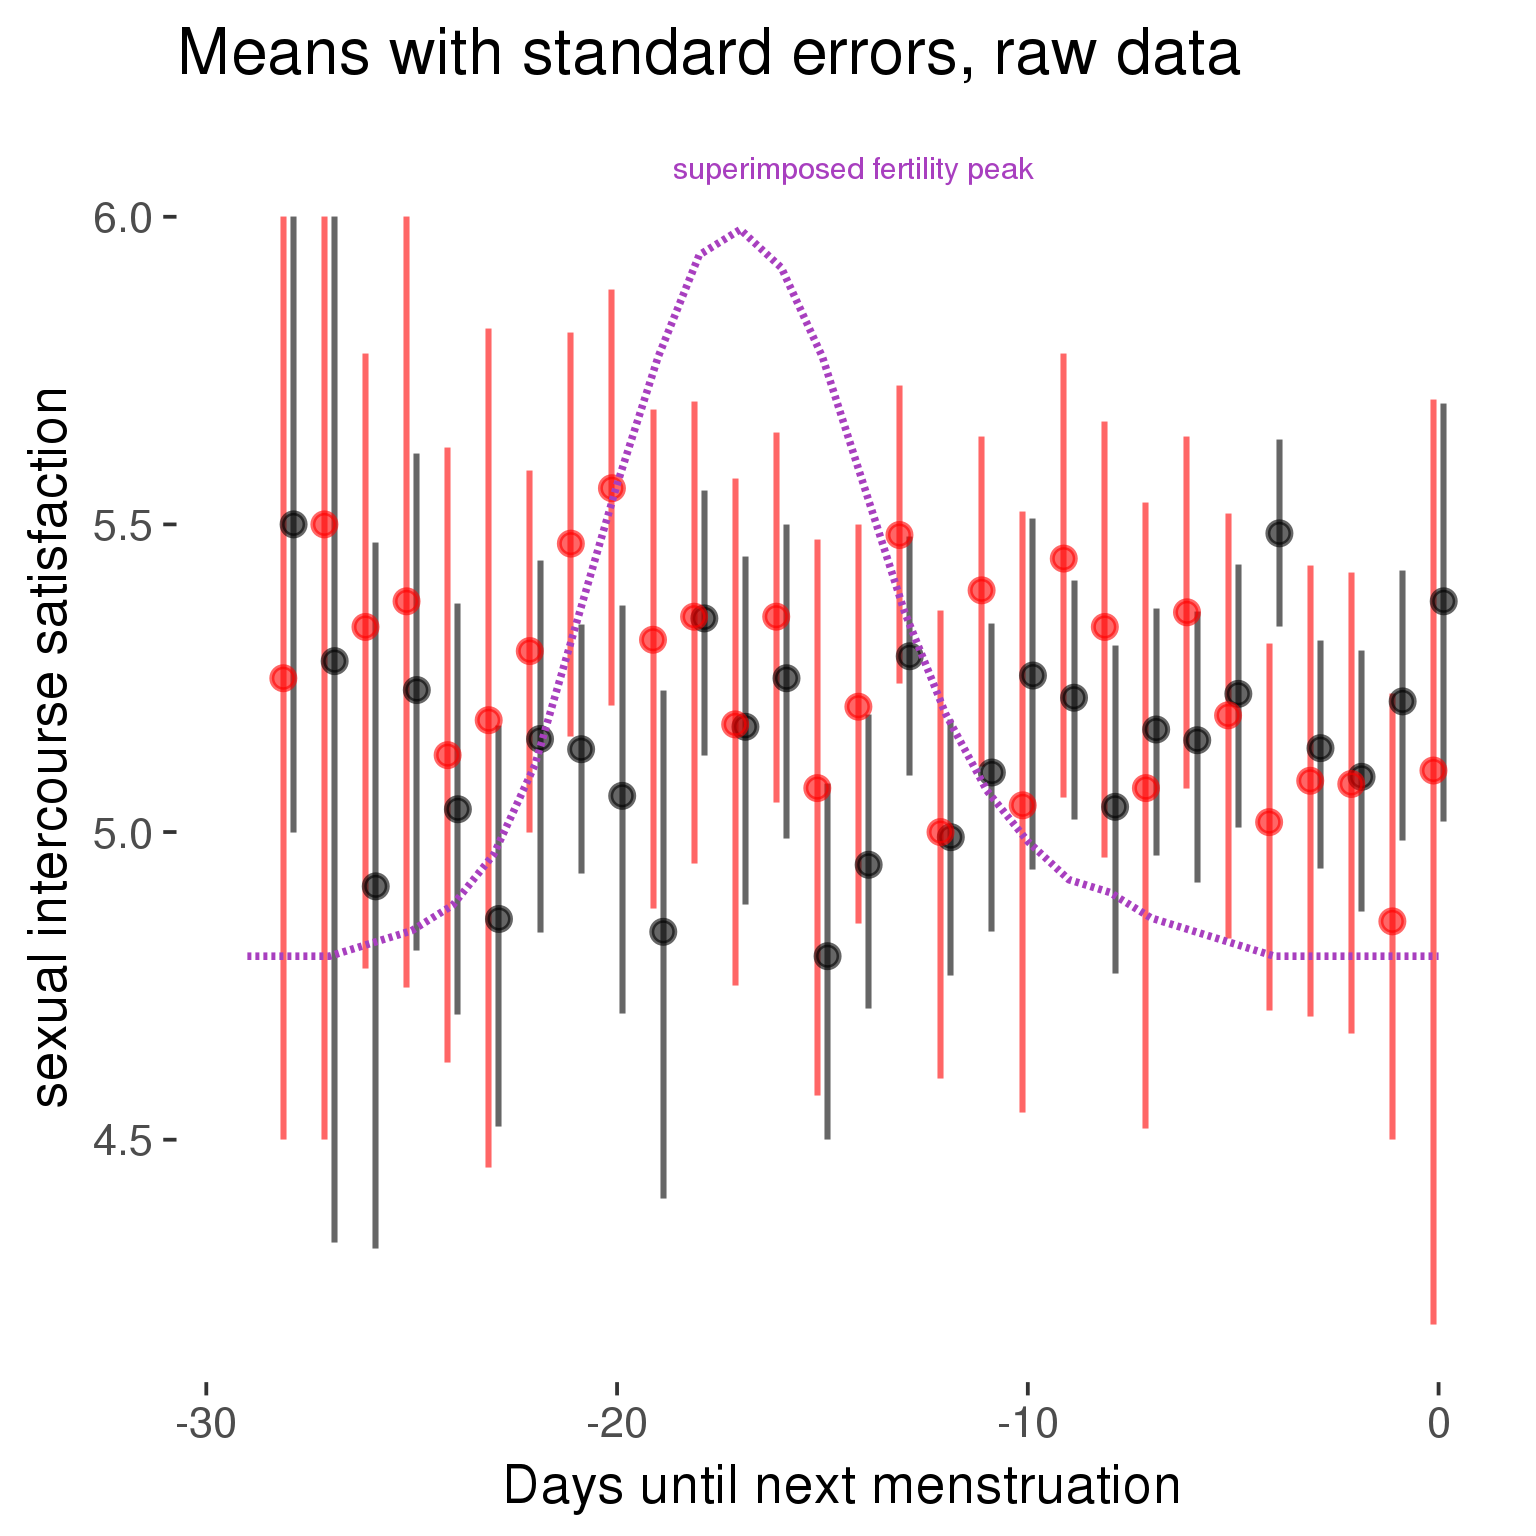 Means with standard errors, raw data
superimposed fertility peak
sexual intercourse satisfaction
6.0
5.5
5.0
4.5
-30
-20
-10
0
Days until next menstruation